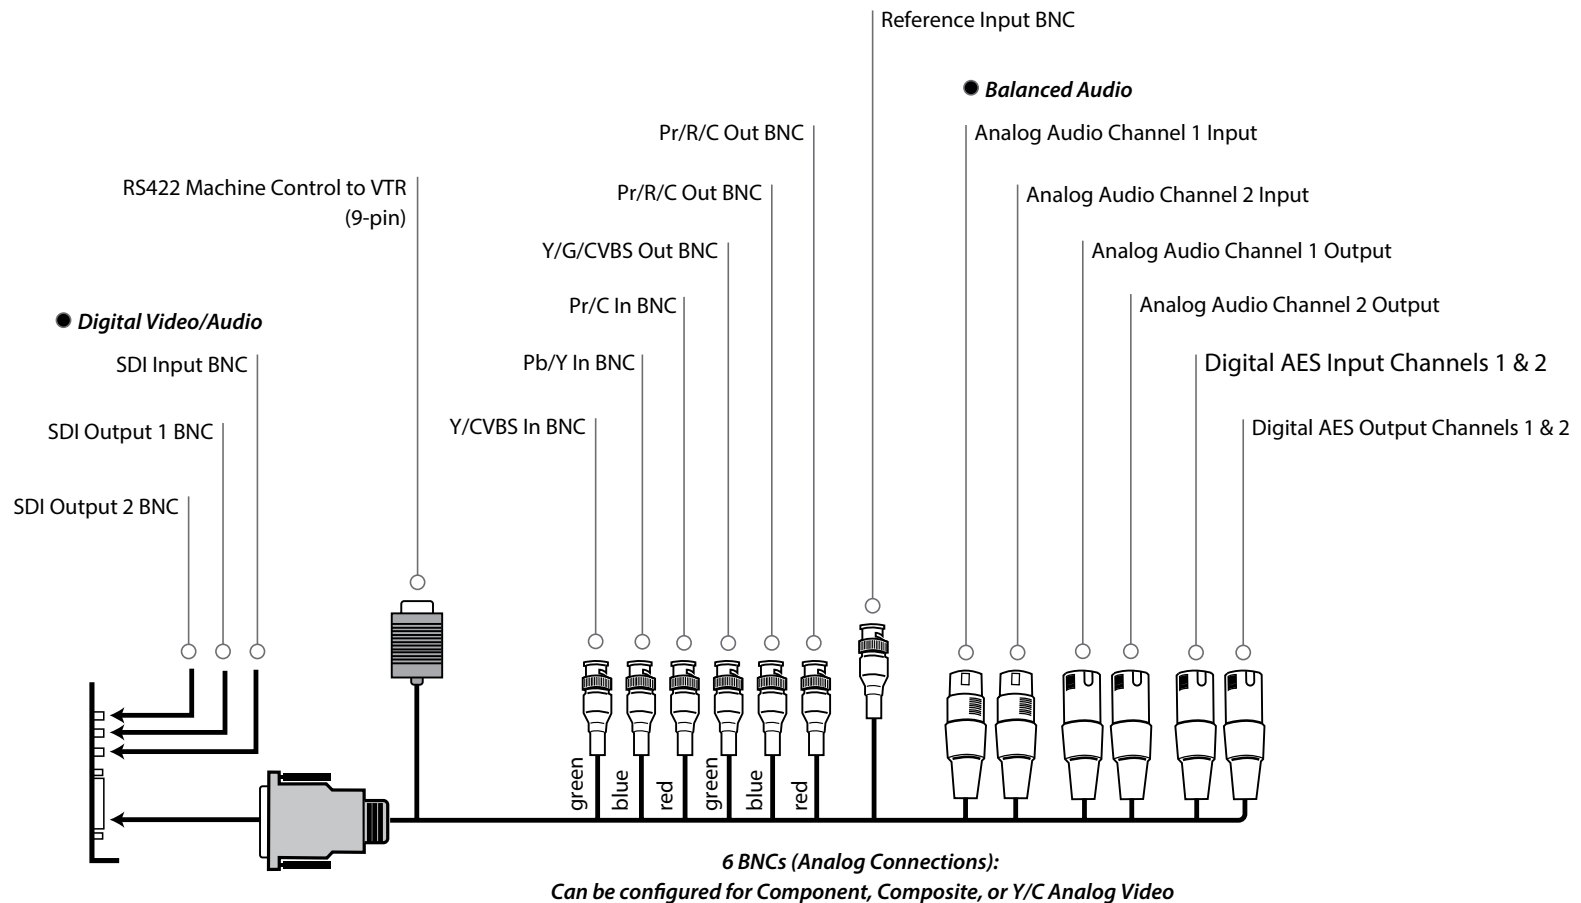 Reference Input BNC
Balanced Audio
Pr/R/C Out BNC
Analog Audio Channel 1 Input
RS422 Machine Control to VTR
(9-pin)
Pr/R/C Out BNC
Analog Audio Channel 2 Input
Y/G/CVBS Out BNC
Analog Audio Channel 1 Output
Pr/C In BNC
Analog Audio Channel 2 Output
Digital Video/Audio
SDI Input BNC
Pb/Y In BNC
Digital AES Input Channels 1 & 2
SDI Output 1 BNC
Y/CVBS In BNC
Digital AES Output Channels 1 & 2
SDI Output 2 BNC
green
blue
red
green
blue
red
6 BNCs (Analog Connections):
Can be configured for Component, Composite, or Y/C Analog Video